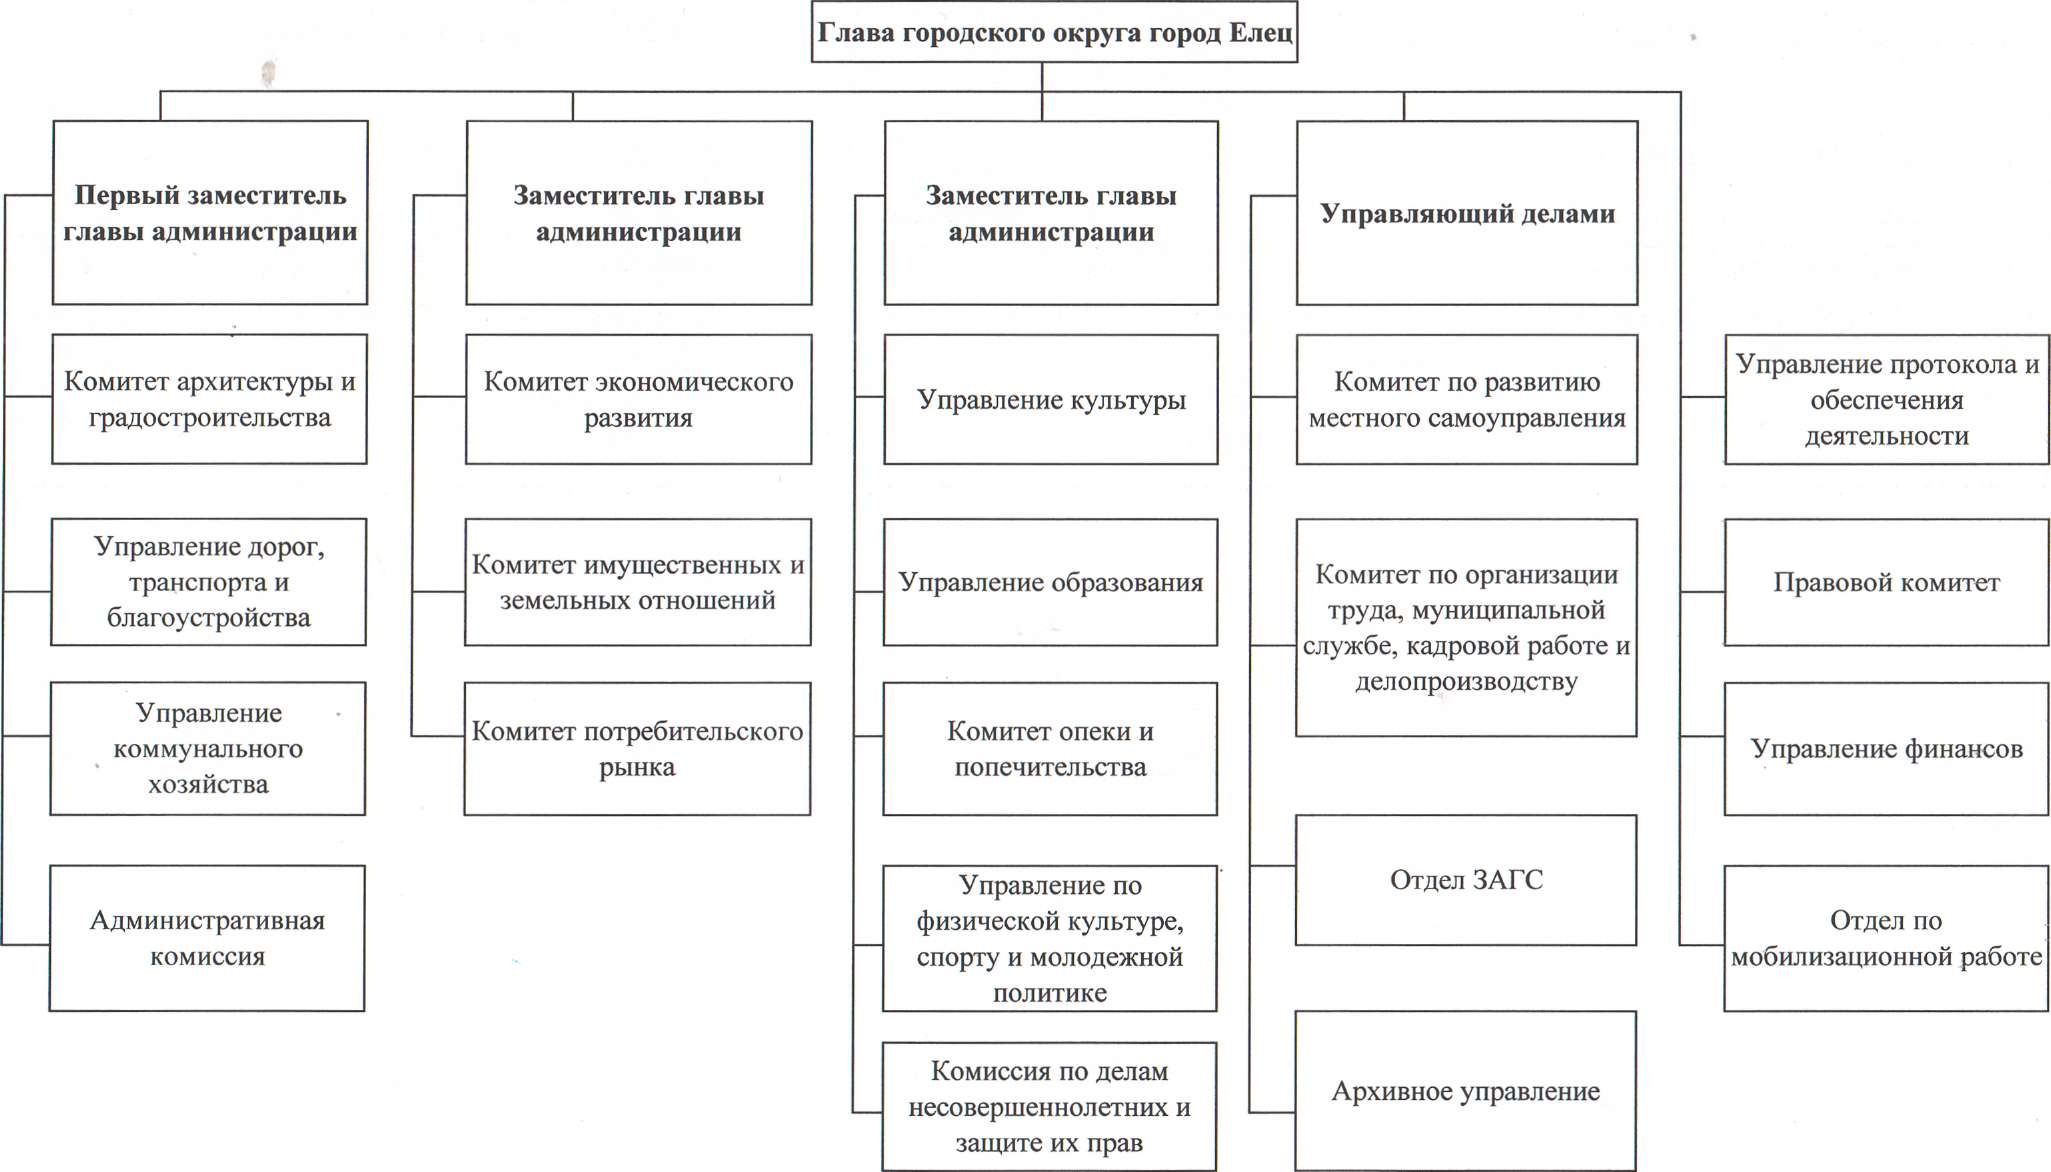 Глава городского округа город Елец
Первый заместитель
главы администрации
Заместитель главы
администрации
Заместитель главы
администрации
Управляющий делами
Комитет архитектуры и
градостроительства
Управление дорог,
транспорта и
благоустройства
Управление
коммунального
хозяйства
Административная
комиссия
Комитет экономического
развития
Комитет имущественных и
земельных отношений
Комитет потребительского
рынка
Управление культуры
Управление образования
Комитет опеки и
попечительства
Управление по
физической культуре,
спорту и молодежной
политике
Комиссия по делам
несовершеннолетних и
защите их прав
Комитет по развитию
местного самоуправления
Комитет по организации
труда, муниципальной
службе, кадровой работе и
делопроизводству
Отдел ЗАГС
Архивное управление
Управление протокола и
обеспечения
деятельности
Правовой комитет
Управление финансов
Отдел по
мобилизационной работе